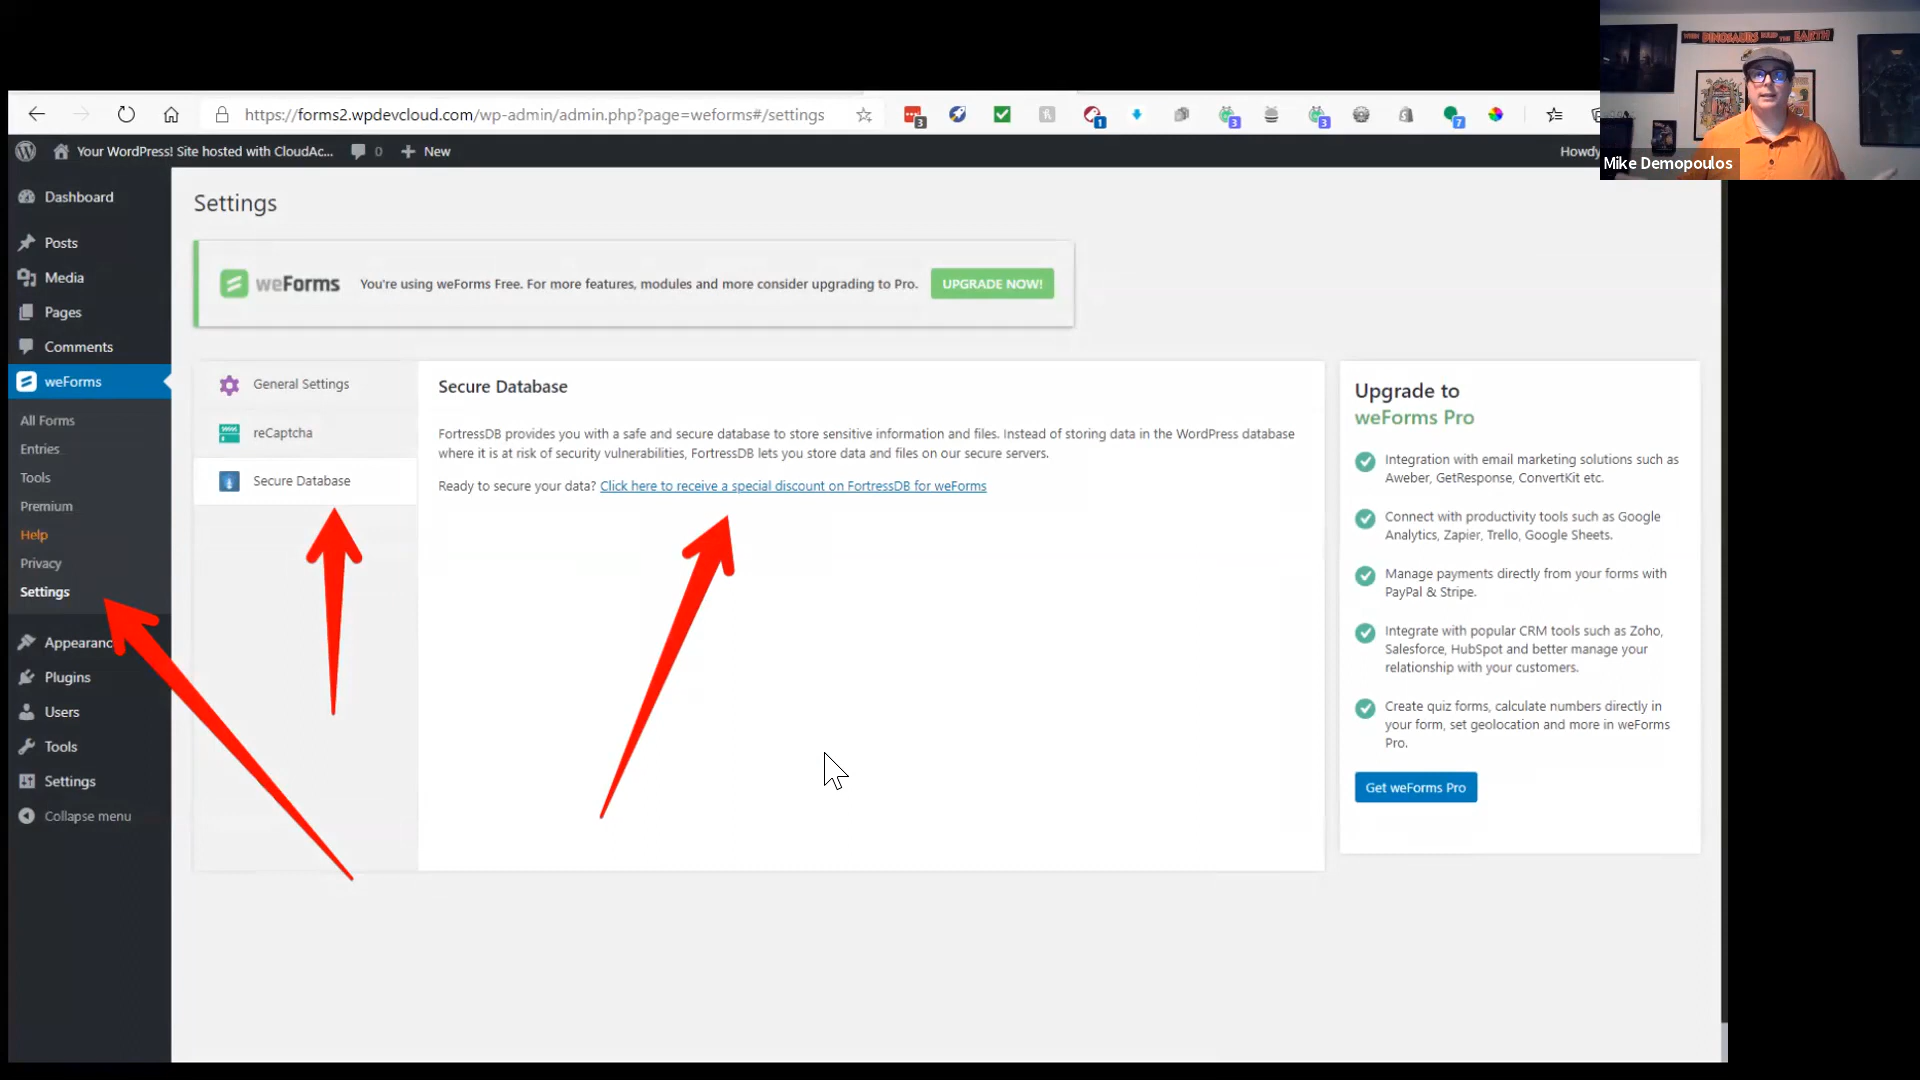 WHEN DINOSAURS RULED THE EARTH
Mike Demopoulos
https://forms2.wpdevcloud.com/wp-admin/admin.php?page=weforms#/settings
3
1
3
3
7
Your WordPress! Site hosted with CloudAc...
0
New
Howdy
Dashboard
Posts
Media
Pages
Comments
weForms
All Forms
Entries
Tools
Premium
Help
Privacy
Settings
Appearanc
Plugins
Users
Tools
Settings
Collapse menu
Settings
weForms
You're using weForms Free. For more features, modules and more consider upgrading to Pro.
UPGRADE NOW!
General Settings
reCaptcha
Secure Database
Secure Database
FortressDB provides you with a safe and secure database to store sensitive information and files. Instead of storing data in the WordPress database
where it is at risk of security vulnerabilities, FortressDB lets you store data and files on our secure servers.
Ready to secure your data? Click here to receive a special discount on FortressDB for weForms
Upgrade to
weForms Pro
Integration with email marketing solutions such as
Aweber, GetResponse, ConvertKit etc.
Connect with productivity tools such as Google
Analytics, Zapier, Trello, Google Sheets.
Manage payments directly from your forms with
PayPal & Stripe.
Integrate with popular CRM tools such as Zoho,
Salesforce, HubSpot and better manage your
relationship with your customers.
Create quiz forms, calculate numbers directly in
your form, set geolocation and more in weForms
Pro.
Get weForms Pro